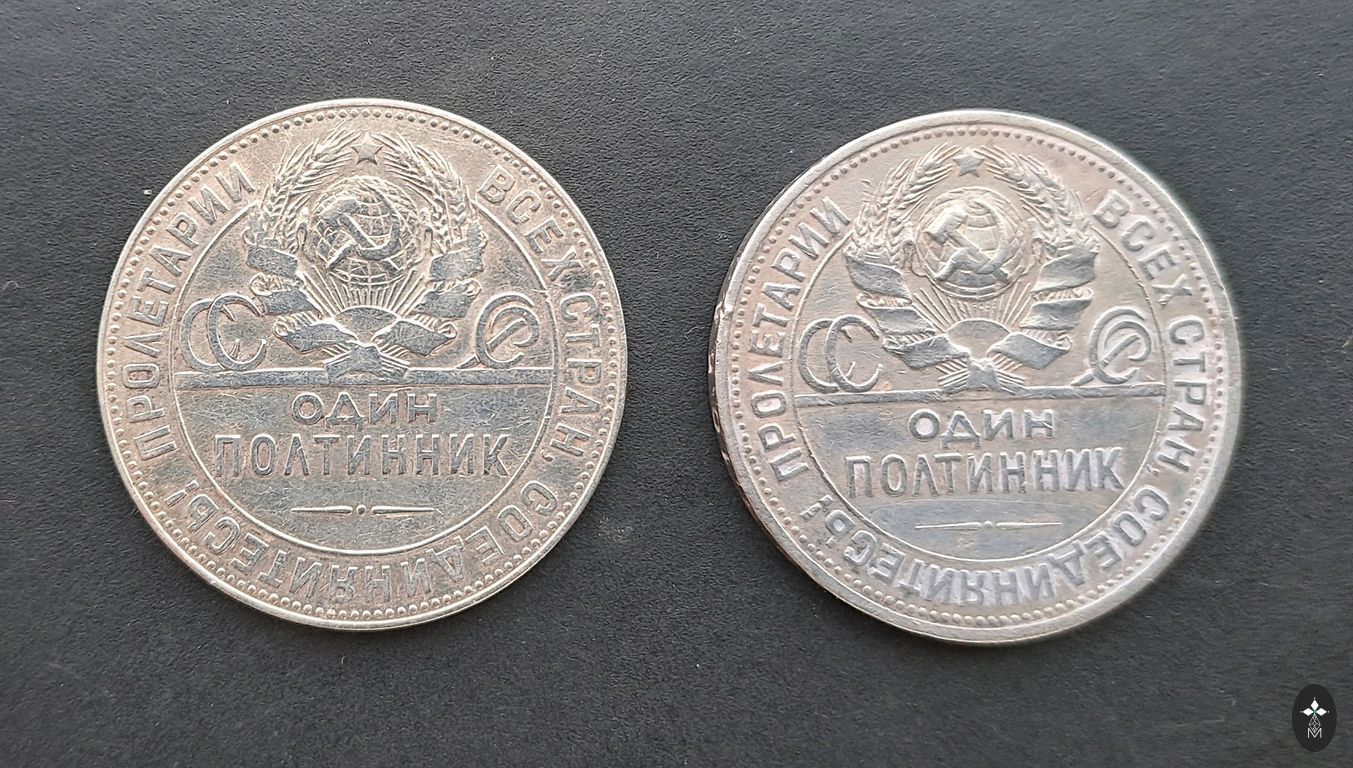 ПРОЛЕТАРИИ ВСЕХ СТРАН, СОЕДИНЯЙТЕСЬ!
СССР
ОДИН
ПОЛТИННИК
ПРОЛЕТАРИИ ВСЕХ СТРАН, СОЕДИНЯЙТЕСЬ!
СССР
ОДИН
ПОЛТИННИК
M